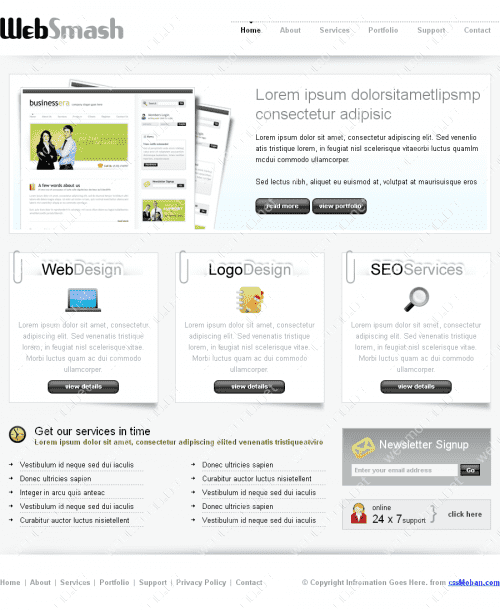 WebSmash
Home About Services Portfolio Support Contact
Lorem ipsum dolorsitametlipsmp
consectetur adipisic
Lorem ipsum dolor sit amet, consectetur adipiscing elit. Sed venenlio
atis tristique lorem, in feugiat nisl scelerisque vitaeorbi luctus quamlm
mcdui commodo ullamcorper.
Sed lectus nibh, aliquet eu euismod at, volutpat at maurisuisque eros
read more view portfolio
businessera
A few words about us
WebDesign
Lorem ipsum dolor sit amet, consectetur
adipiscing elit. Sed venenatis tristique
lorem, in feugiat nisl scelerisque vitae.
Morbi luctus quam ac dui commodo
ullamcorper.
view details
LogoDesign
Lorem ipsum dolor sit amet, consectetur
adipiscing elit. Sed venenatis tristique
lorem, in feugiat nisl scelerisque vitae.
Morbi luctus quam ac dui commodo
ullamcorper.
view details
SEOServices
Lorem ipsum dolor sit amet, consectetur
adipiscing elit. Sed venenatis tristique
lorem, in feugiat nisl scelerisque vitae.
Morbi luctus quam ac dui commodo
ullamcorper.
view details
Get our services in time
Lorem ipsum dolor sit amet, consectetur adipiscing elited venenatis tristiqueatviro
Vestibulum id neque sed dui iaculis
Donec ultricies sapien
Integer in arcu quis anteac
Vestibulum id neque sed dui iaculis
Curabitur auctor luctus nisietellent
Donec ultricies sapien
Curabitur auctor luctus nisietellent
Vestibulum id neque sed dui iaculis
Donec ultricies sapien
Vestibulum id neque sed dui iaculis
Newsletter Signup
Enter your email address Go
online
24 x 7 support
click here
Home | About | Services | Portfolio | Support | Privacy Policy | Contact
© Copyright Infromation Goes Here. from cssMoban.com